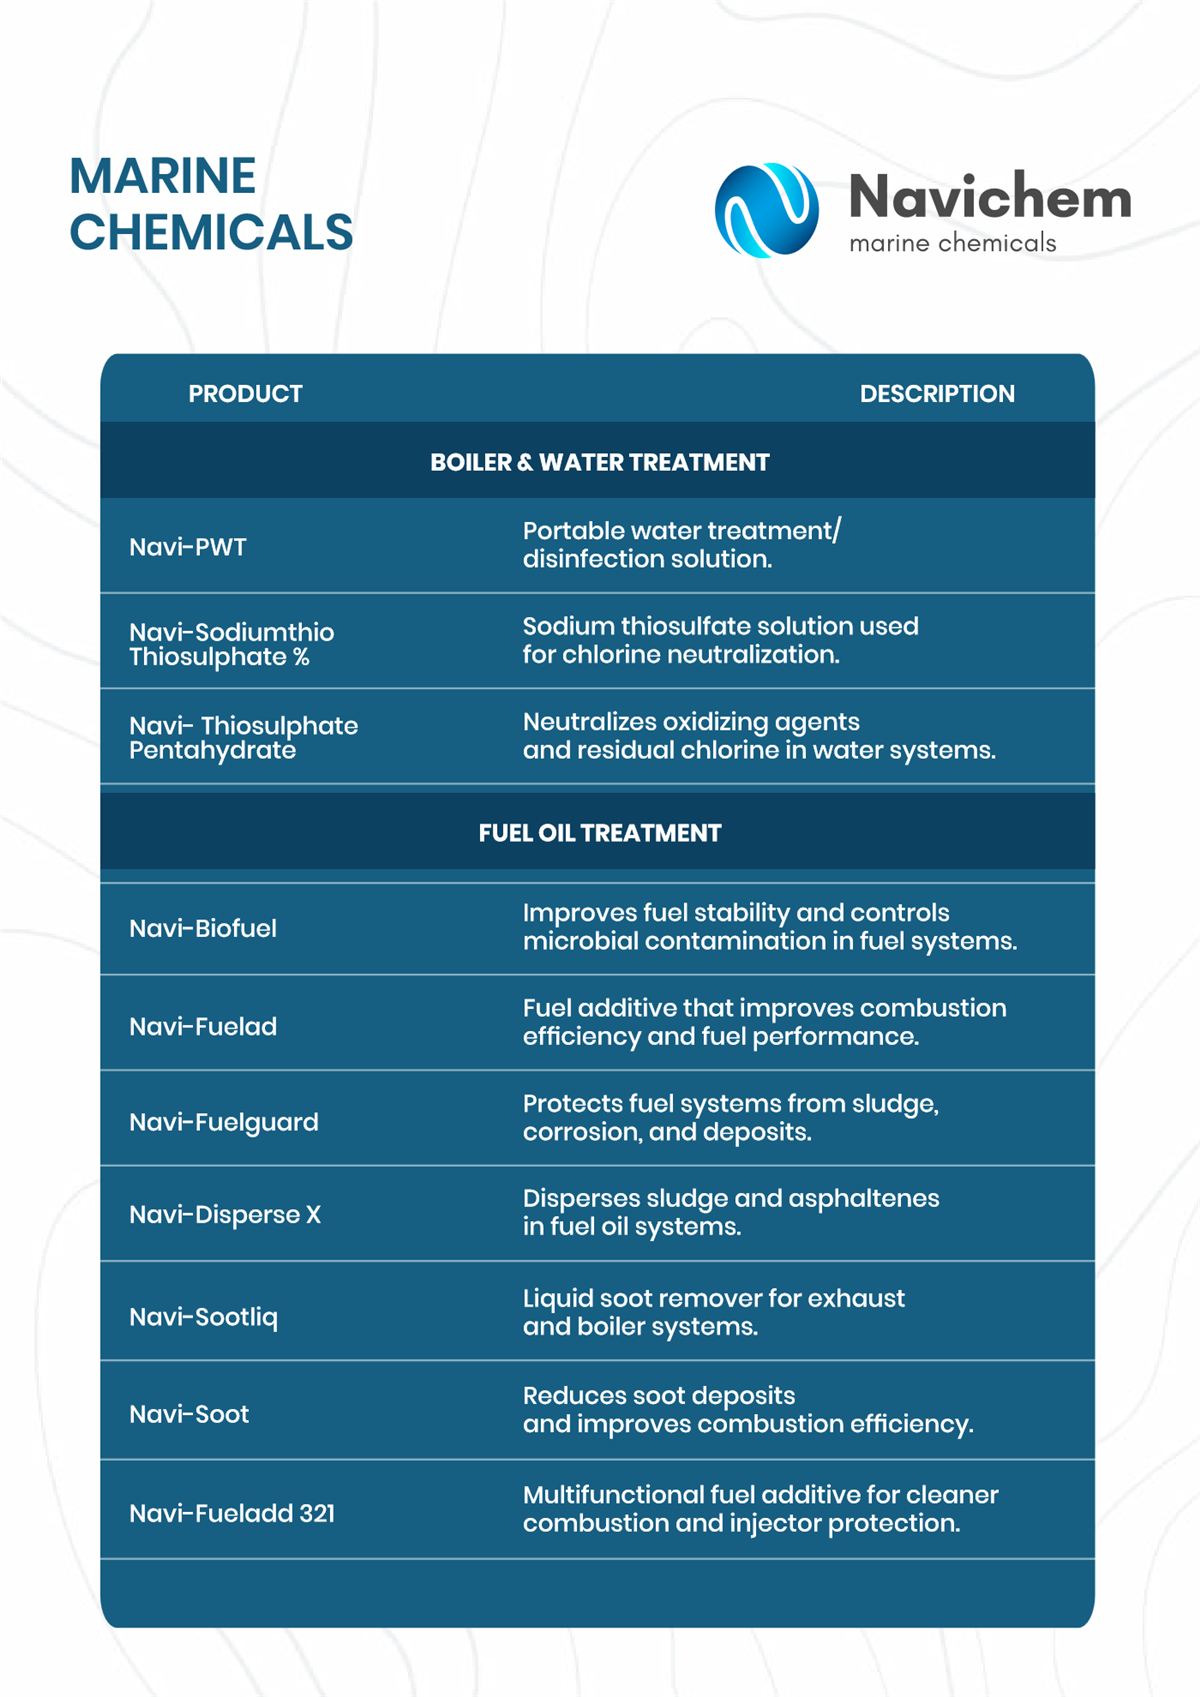 MARINE
CHEMICALS
Navichem
marine chemicals
PRODUCT
DESCRIPTION
BOILER & WATER TREATMENT
Navi-PWT
Portable water treatment/
disinfection solution.
Navi-Sodiumthio
Thiosulphate %
Sodium thiosulfate solution used
for chlorine neutralization.
Navi- Thiosulphate
Pentahydrate
Neutralizes oxidizing agents
and residual chlorine in water systems.
FUEL OIL TREATMENT
Navi-Biofuel
Improves fuel stability and controls
microbial contamination in fuel systems.
Navi-Fuelad
Fuel additive that improves combustion
efficiency and fuel performance.
Navi-Fuelguard
Protects fuel systems from sludge,
corrosion, and deposits.
Navi-Disperse X
Disperses sludge and asphaltenes
in fuel oil systems.
Navi-Sootliq
Liquid soot remover for exhaust
and boiler systems.
Navi-Soot
Reduces soot deposits
and improves combustion efficiency.
Navi-Fueladd 321
Multifunctional fuel additive for cleaner
combustion and injector protection.